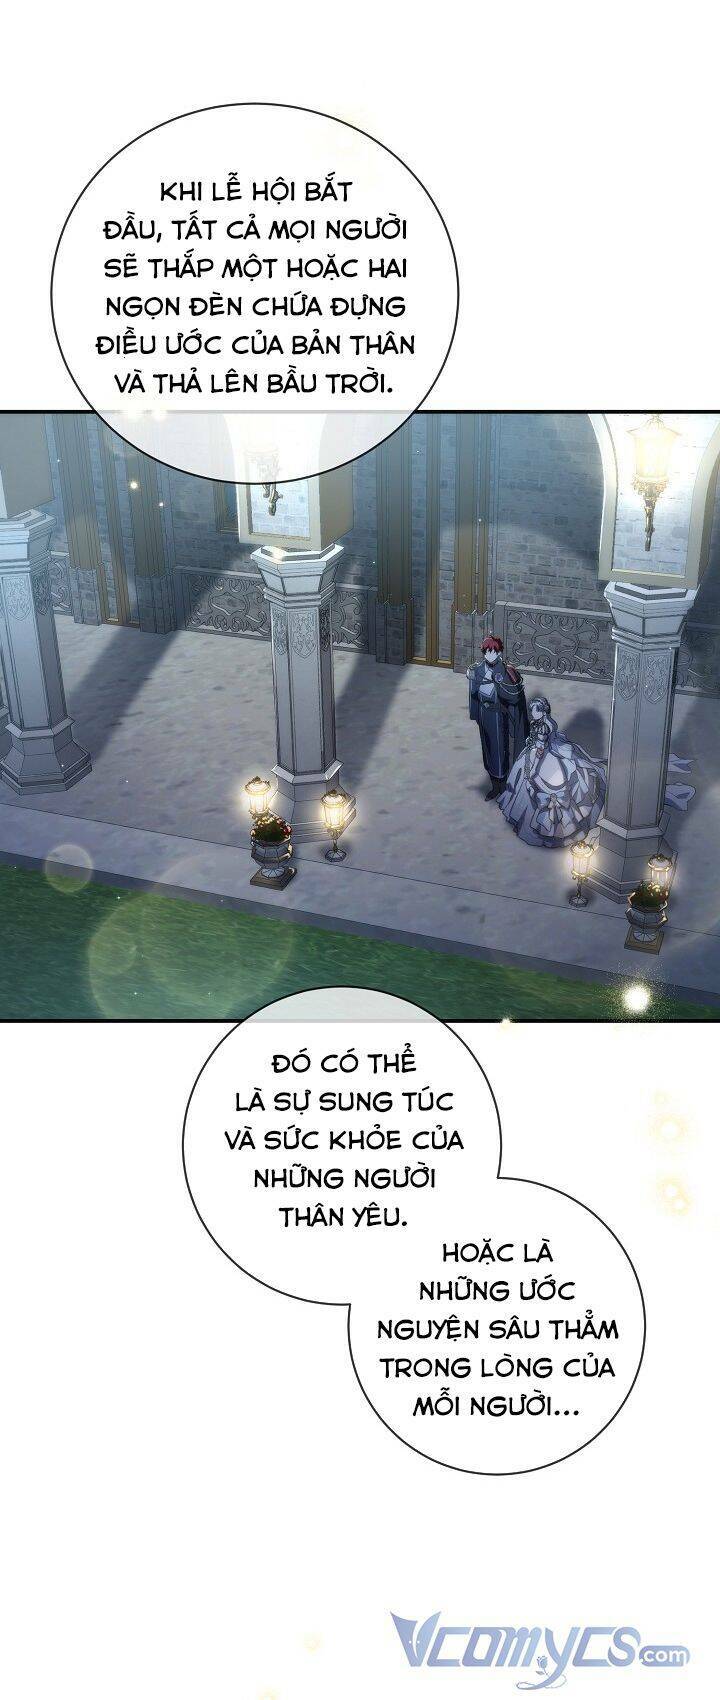 KHI LỄ HỘI BẮT
ĐẦU, TẤT CẢ MỌI NGƯỜI
SẼ THẮP MỘT HOẶC HAI
NGỌN ĐÈN CHỨA ĐỰNG
ĐIỀU ƯỚC CỦA BẢN THÂN
VÀ THẢ LÊN BẦU TRỜI.
ĐÓ CÓ THỂ
LÀ SỰ SUNG TÚC
VÀ SỨC KHỎE CỦA
NHỮNG NGƯỜI
THÂN YÊU.
HOẶC LÀ
NHỮNG ƯỚC
NGUYỆN SÂU THẲM
TRONG LÒNG CỦA
MỖI NGƯỜI...
VCOMYCS.com